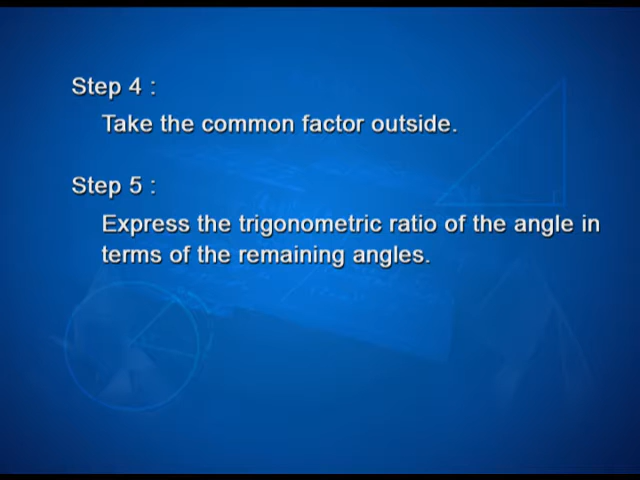 Step 4 :
Take the common factor outside.
Step 5 :
Express the trigonometric ratio of the angle in
terms of the remaining angles.